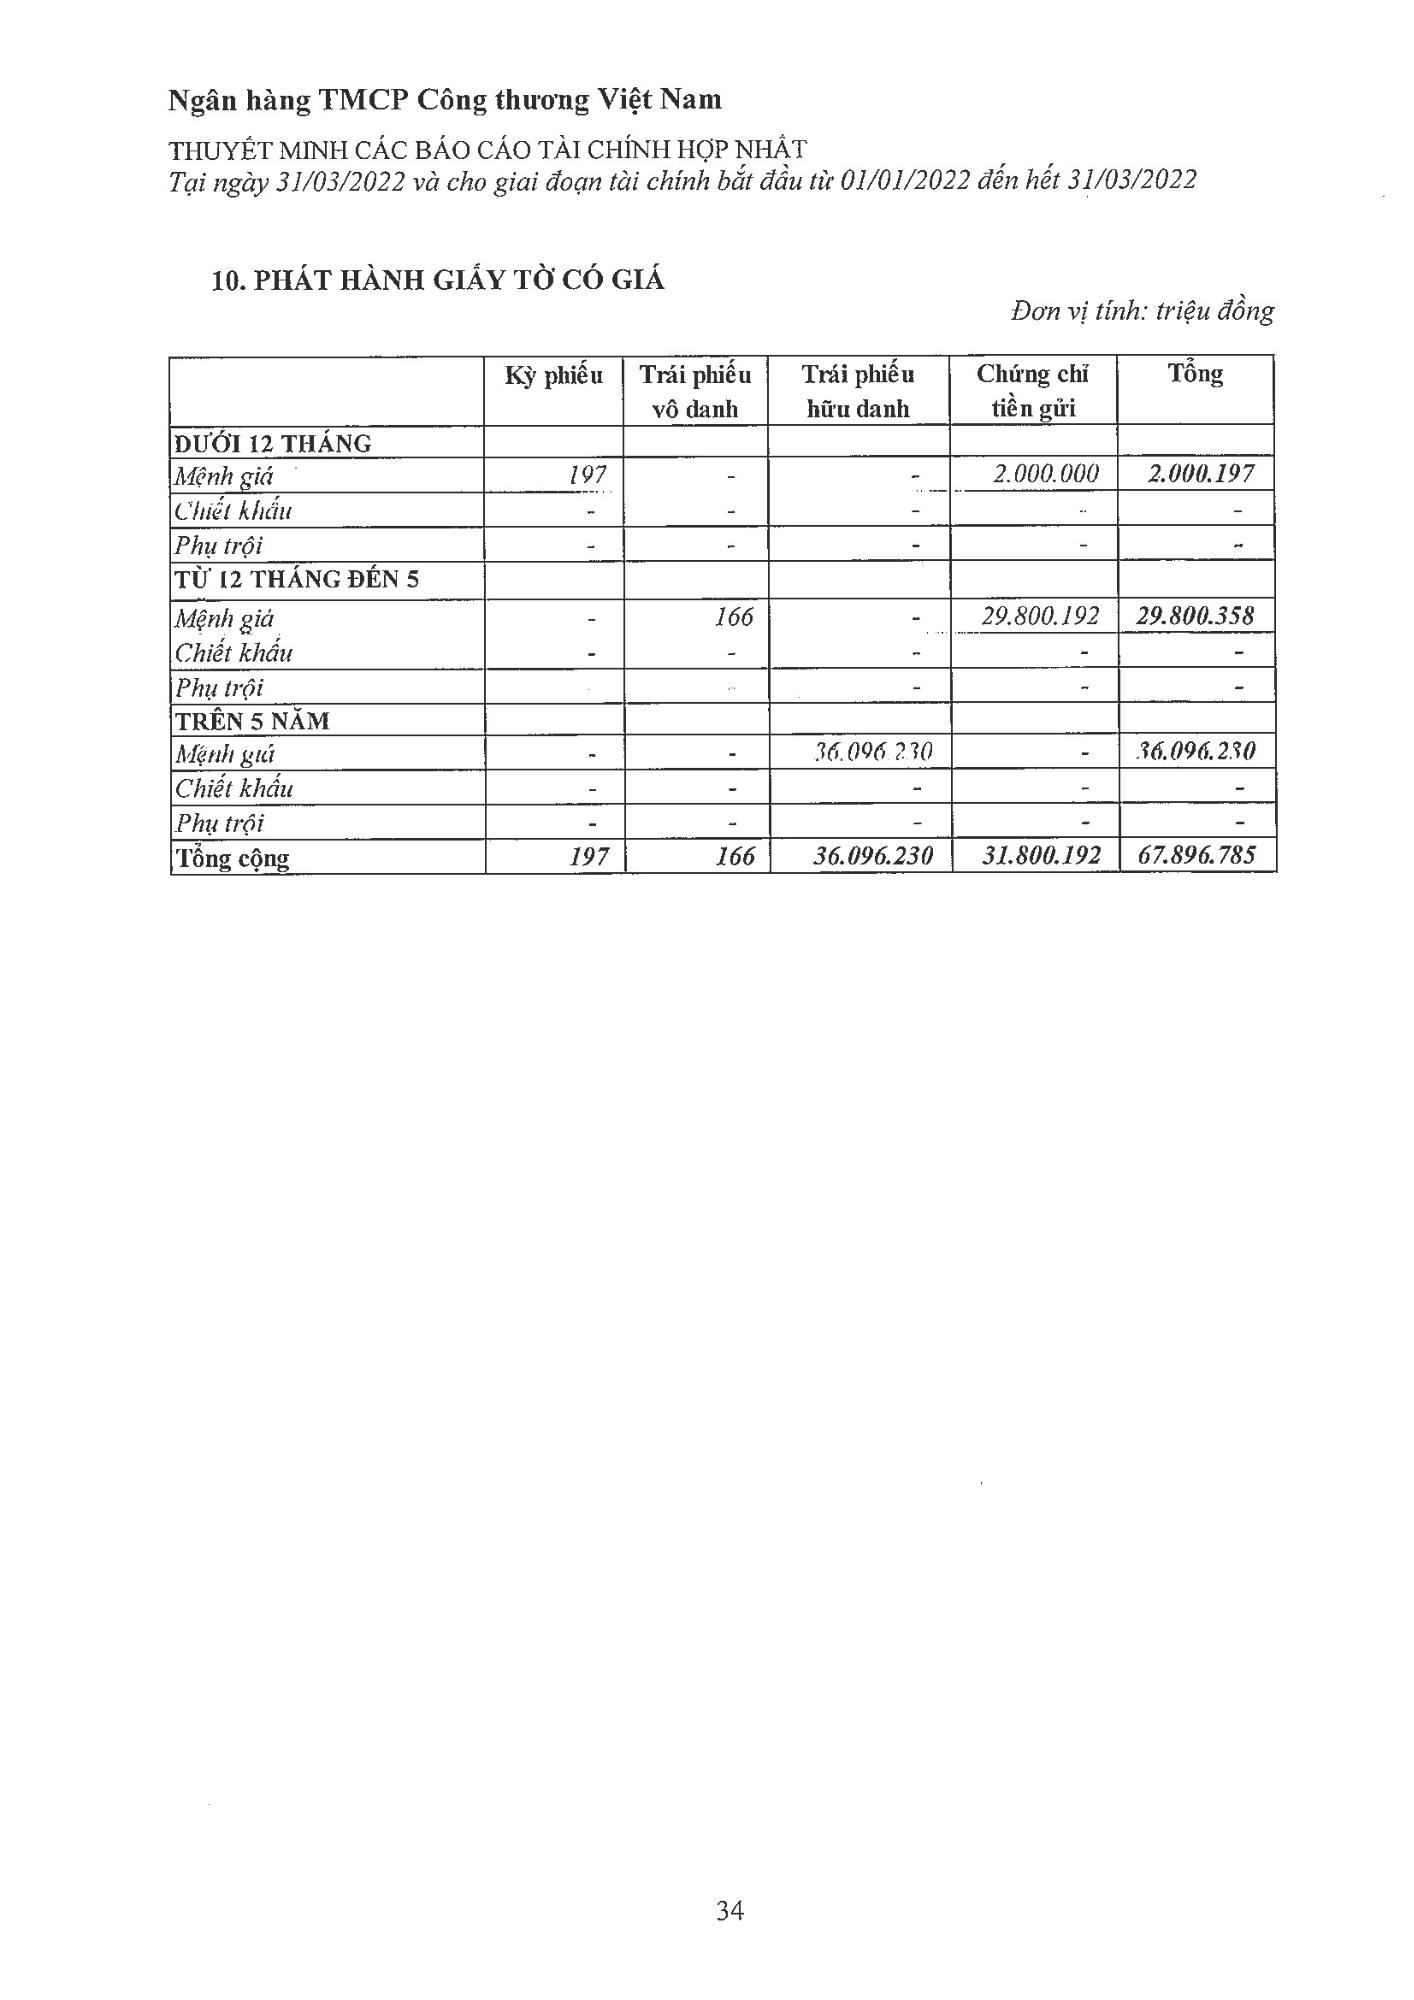 Ngân hàng TMCP Công thương Việt Nam
THUYẾT MINH CÁC BÁO CÁO TÀI CHÍNH HỢP NHẤT
Tại ngày 31/03/2022 và cho giai đoạn tài chính bắt đầu từ 01/01/2022 đến hết 31/03/2022
10. PHÁT HÀNH GIẤY TỜ CÓ GIÁ
Đơn vị tính: triệu đồng
Kỳ phiếu Trái phiếu Trái phiếu Chứng chỉ Tổng
vô danh hữu danh tiền gửi
DƯỚI 12 THÁNG
Mệnh giá 197 - - 2.000.000 2.000.197
Chiết khấu - - - - -
Phụ trội - - - - -
TỪ 12 THÁNG ĐẾN 5
Mệnh giá - 166 - 29.800.192 29.800.358
Chiết khấu - - - - -
Phụ trội - - - -
TRÊN 5 NĂM
Mệnh giá - - 36.096.230 - 36.096.230
Chiết khấu - - - - -
Phụ trội - - - - -
Tổng cộng 197 166 36.096.230 31.800.192 67.896.785
34